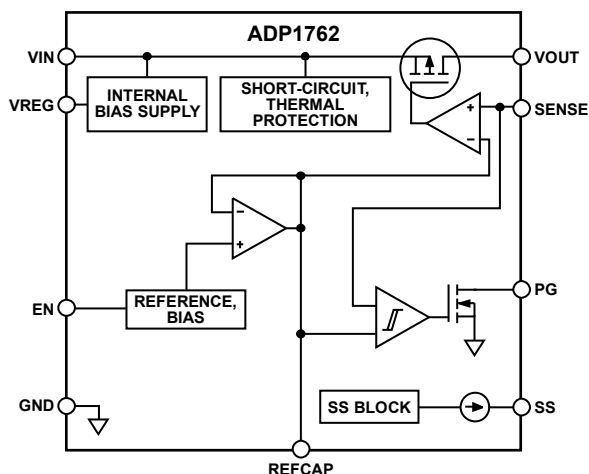 ADP1762
VIN
VOUT
VREG
INTERNAL
BIAS SUPPLY
SHORT-CIRCUIT,
THERMAL
PROTECTION
+
−
SENSE
−
+
EN
REFERENCE,
BIAS
PG
GND
SS BLOCK
SS
REFCAP